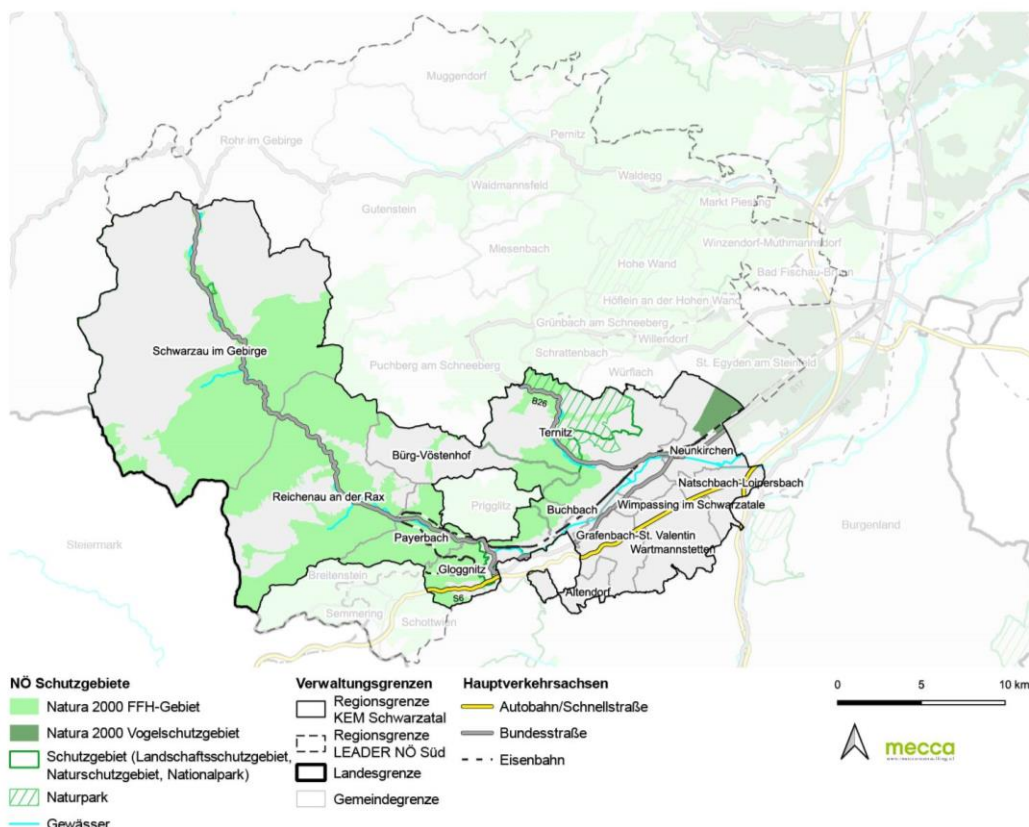 Muggendorf
Rohr im Gebirge
Pernitz
Waidmannsfeld
Waldegg
Markt Piesing
Gutenstein
Miesenbach
Winzendorf-Muthmannsdorf
Hohe Wand
Bad Fischau-Brunn
Höflein an der Hohen Wand
Grünbach am Schneeberg
Willendorf
Schwarzau im Gebirge
Schrattenbach
St. Egyden am Steinfeld
Puchberg am Schneeberg
Würflach
B26
Ternitz
Neunkirchen
Bürg-Vöstenhof
Natschbach-Loipersbach
Reichenau an der Rax
Prigglitz
Buchbach
Wimpassing im Schwarzatale
Burgenland
Payerbach
Grafenbach-St. Valentin
Steiermark
Wartmannstetten
Gloggnitz
Breitenstein
Altendorf
S6
Semmering
Schottwien
NÖ Schutzgebiete
Natura 2000 FFH-Gebiet
Natura 2000 Vogelschutzgebiet
Schutzgebiet (Landschaftsschutzgebiet,
Naturschutzgebiet, Nationalpark)
Naturpark
Gewässer
Verwaltungsgrenzen
Regionsgrenze
KEM Schwarzatal
Regionsgrenze
LEADER NÖ Süd
Landesgrenze
Gemeindegrenze
Hauptverkehrsachsen
Autobahn/Schnellstraße
Bundesstraße
Eisenbahn
0 5 10 km
mecca